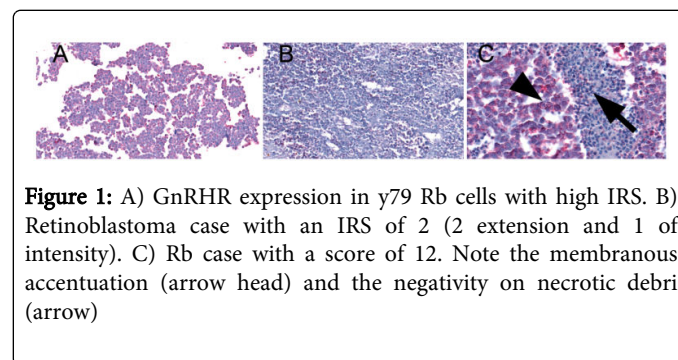 A B C
Figure 1: A) GnRHR expression in y79 Rb cells with high IRS. B)
Retinoblastoma case with an IRS of 2 (2 extension and 1 of
intensity). C) Rb case with a score of 12. Note the membranous
accentuation (arrow head) and the negativity on necrotic debri
(arrow)